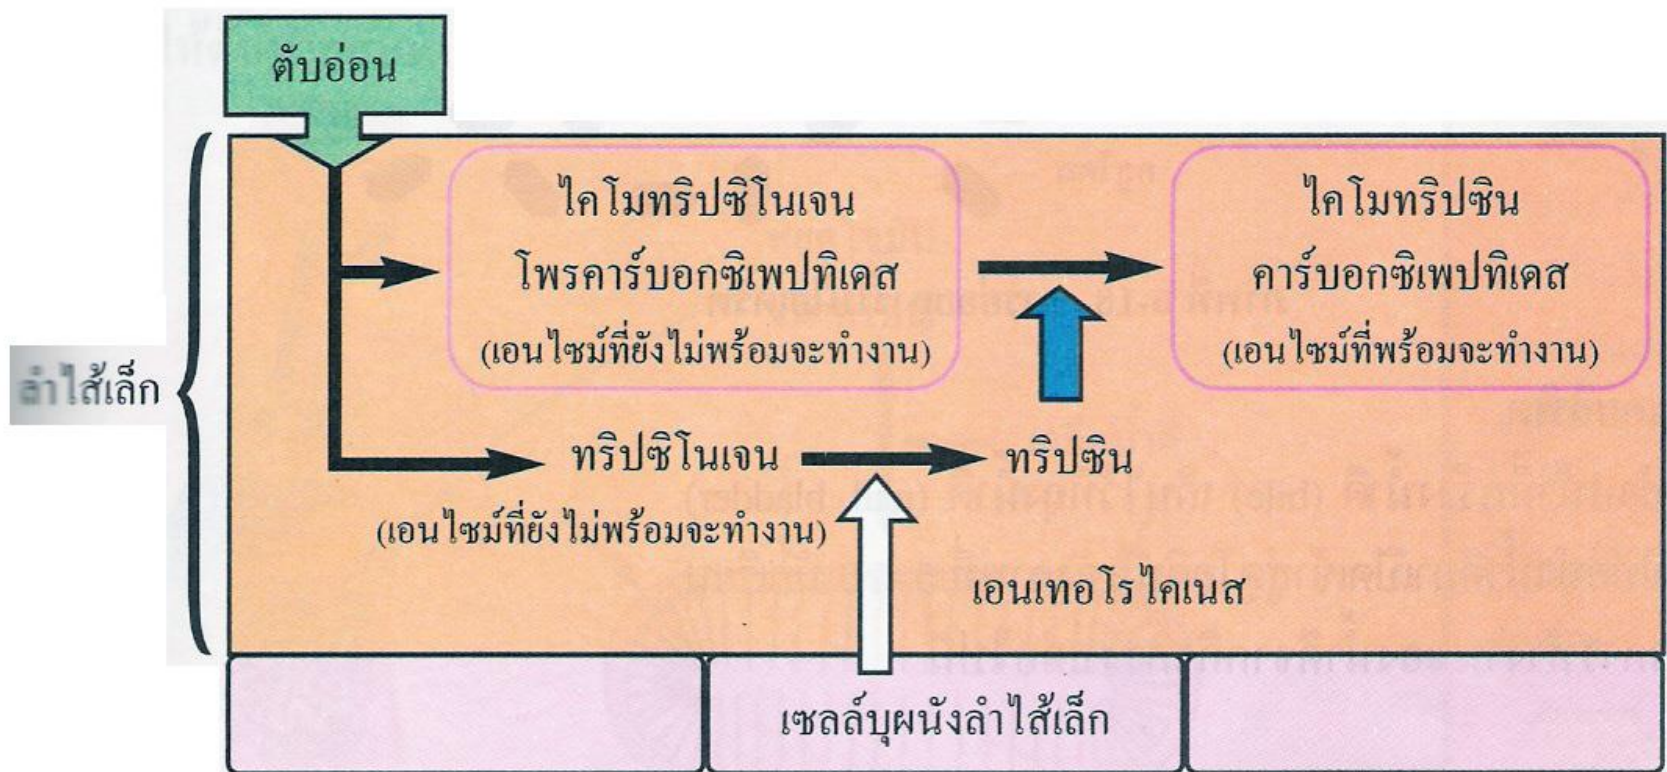 ตับอ่อน
ไคโมทริปซิโนเจน
โพรคาร์บอกซิเพปทิเดส
(เอนไซม์ที่ยังไม่พร้อมจะทำงาน)
ไคโมทริปซิน
คาร์บอกซิเพปทิเดส
(เอนไซม์ที่พร้อมจะทำงาน)
ลำไส้เล็ก
ทริปซิโนเจน
ทริปซิน
(เอนไซม์ที่ยังไม่พร้อมจะทำงาน)
เอนเทอโรไคเนส
เซลล์บุผนังลำไส้เล็ก